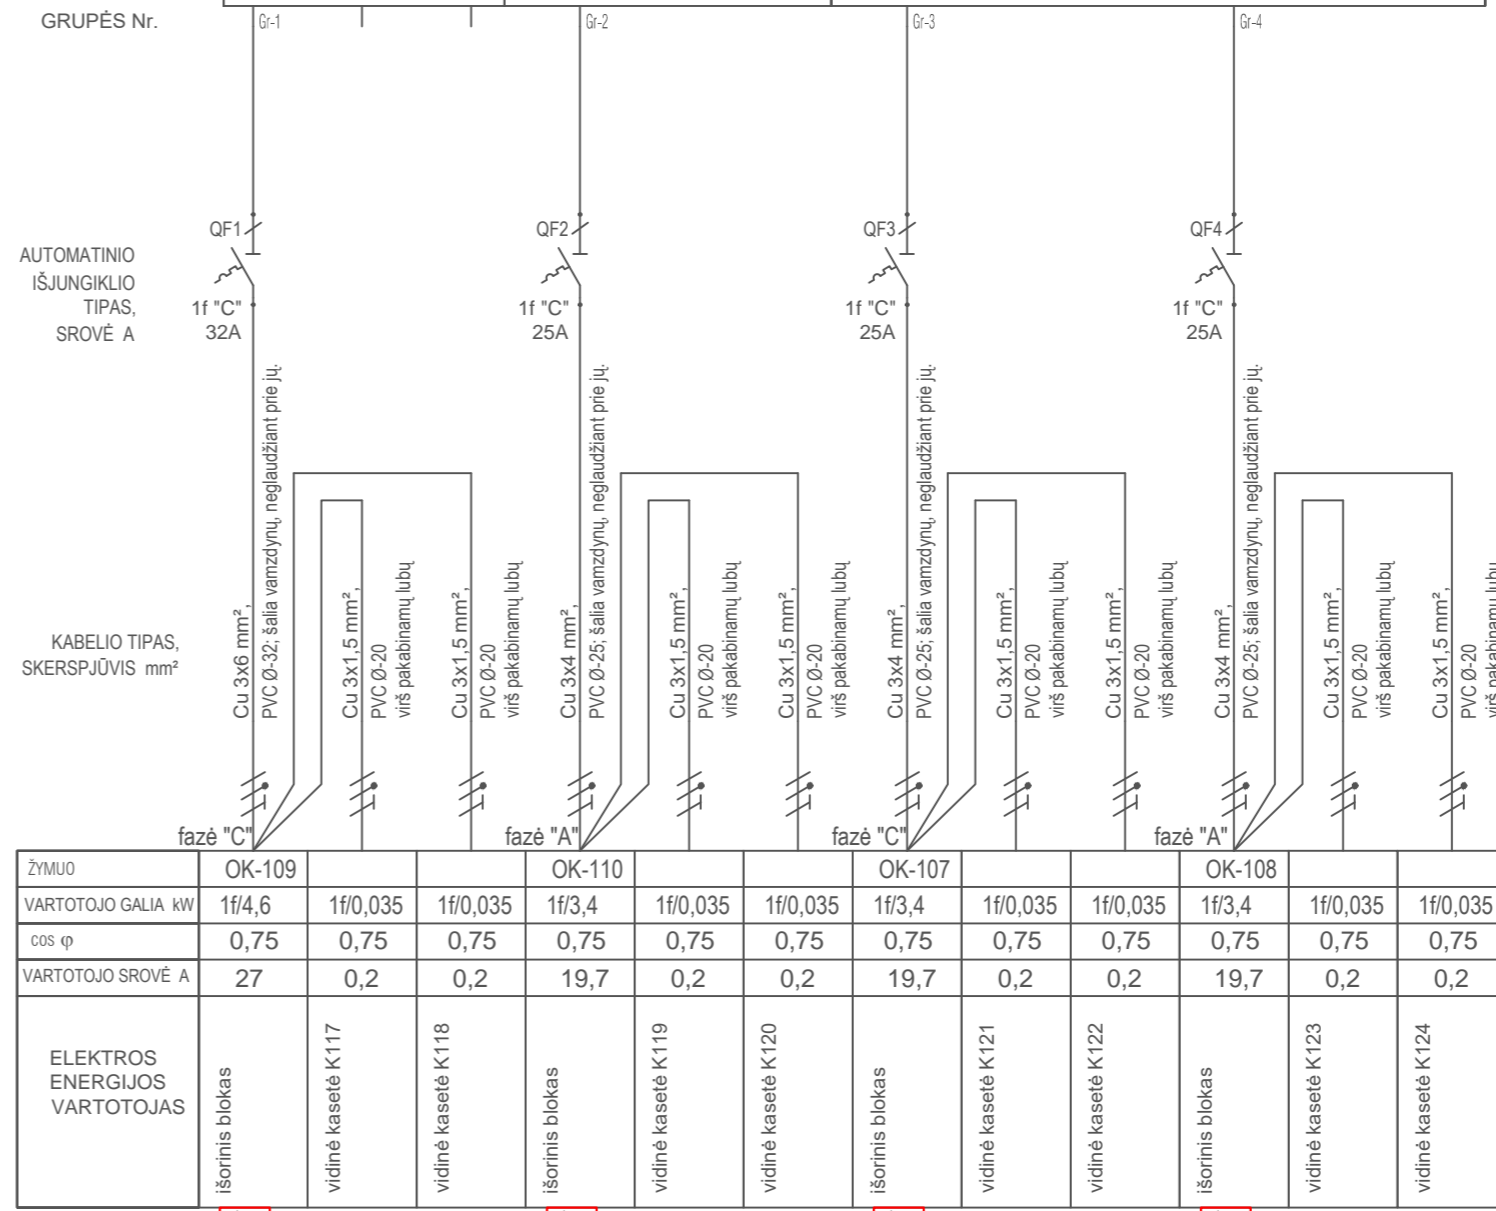 GRUPĖS Nr.
Gr-1
Gr-2
Gr-3
Gr-4
QF1
QF2
QF3
QF4
AUTOMATINIO
IŠJUNGIKLIO
TIPAS,
SROVĖ A
1f "C"
32A
1f "C"
25A
1f "C"
25A
1f "C"
25A
KABELIO TIPAS,
SKERSPJŪVIS mm²
Cu 3x6 mm²,
PVC Ø-32; šalia vamzdynų, neglaudžiant prie jų.
Cu 3x1,5 mm²,
PVC Ø-20
virš pakabinamų lubų
Cu 3x1,5 mm²,
PVC Ø-20
virš pakabinamų lubų
Cu 3x4 mm²,
PVC Ø-25; šalia vamzdynų, neglaudžiant prie jų.
Cu 3x1,5 mm²,
PVC Ø-20
virš pakabinamų lubų
Cu 3x1,5 mm²,
PVC Ø-20
virš pakabinamų lubų
Cu 3x4 mm²,
PVC Ø-25; šalia vamzdynų, neglaudžiant prie jų.
Cu 3x1,5 mm²,
PVC Ø-20
virš pakabinamų lubų
Cu 3x1,5 mm²,
PVC Ø-20
virš pakabinamų lubų
Cu 3x4 mm²,
PVC Ø-25; šalia vamzdynų, neglaudžiant prie jų.
Cu 3x1,5 mm²,
PVC Ø-20
virš pakabinamų lubų
Cu 3x1,5 mm²,
PVC Ø-20
virš pakabinamų lubų
fazė "C"
fazė "A"
fazė "C"
fazė "A"
ŽYMUO OK-109 OK-110 OK-107 OK-108
VARTOTOJO GALIA kW 1f/4,6 1f/0,035 1f/0,035 1f/3,4 1f/0,035 1f/0,035 1f/3,4 1f/0,035 1f/0,035 1f/3,4 1f/0,035 1f/0,035
cos φ 0,75 0,75 0,75 0,75 0,75 0,75 0,75 0,75 0,75 0,75 0,75 0,75
VARTOTOJO SROVĖ A 27 0,2 0,2 19,7 0,2 0,2 19,7 0,2 0,2 19,7 0,2 0,2
ELEKTROS
ENERGIJOS
VARTOTOJAS
išorinis blokas
vidinė kasetė K117
vidinė kasetė K118
išorinis blokas
vidinė kasetė K119
vidinė kasetė K120
išorinis blokas
vidinė kasetė K121
vidinė kasetė K122
išorinis blokas
vidinė kasetė K123
vidinė kasetė K124